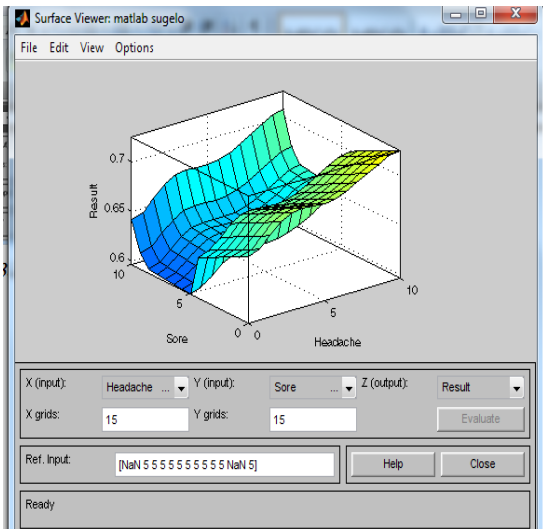 Surface Viewer: matlab sugelo
File Edit View Options
0.7
0.65
0.6
Result
10
5
0
Sore
0
5
10
Headache
X (input): Headache ... Y (input): Sore ... Z (output): Result
X grids: 15 Y grids: 15 Evaluate
Ref. Input: [NaN 5 5 5 5 5 5 5 5 5 5 NaN 5] Help Close
Ready